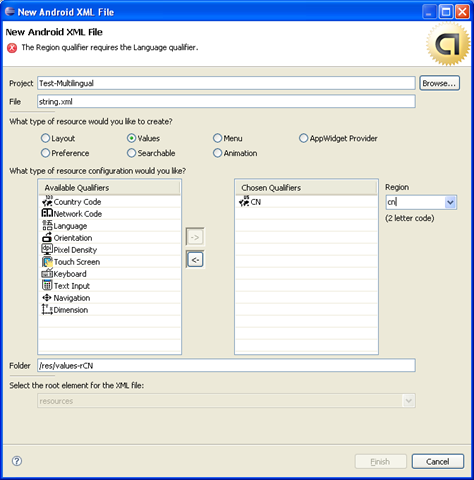 New Android XML File
New Android XML File
The Region qualifier requires the Language qualifier.
Project Test-Multilingual Browse...
File string.xml
What type of resource would you like to create?
Layout Values Menu AppWidget Provider
Preference Searchable Animation
What type of resource configuration would you like?
Available Qualifiers Chosen Qualifiers Region
Country Code CN cn
Network Code (2 letter code)
Language
Orientation
Pixel Density
Touch Screen
Keyboard
Text Input
Navigation
Dimension
->
<-
Folder /res/values-rCN
Select the root element for the XML file:
resources
? Finish Cancel